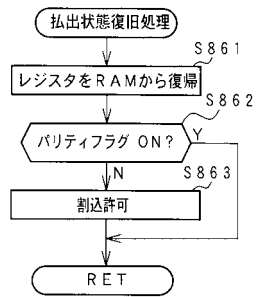 払出状態復旧処理
S861
レジスタをRAMから復帰
S862
パリティフラグ ON?
Y
N
S863
割込許可
RET